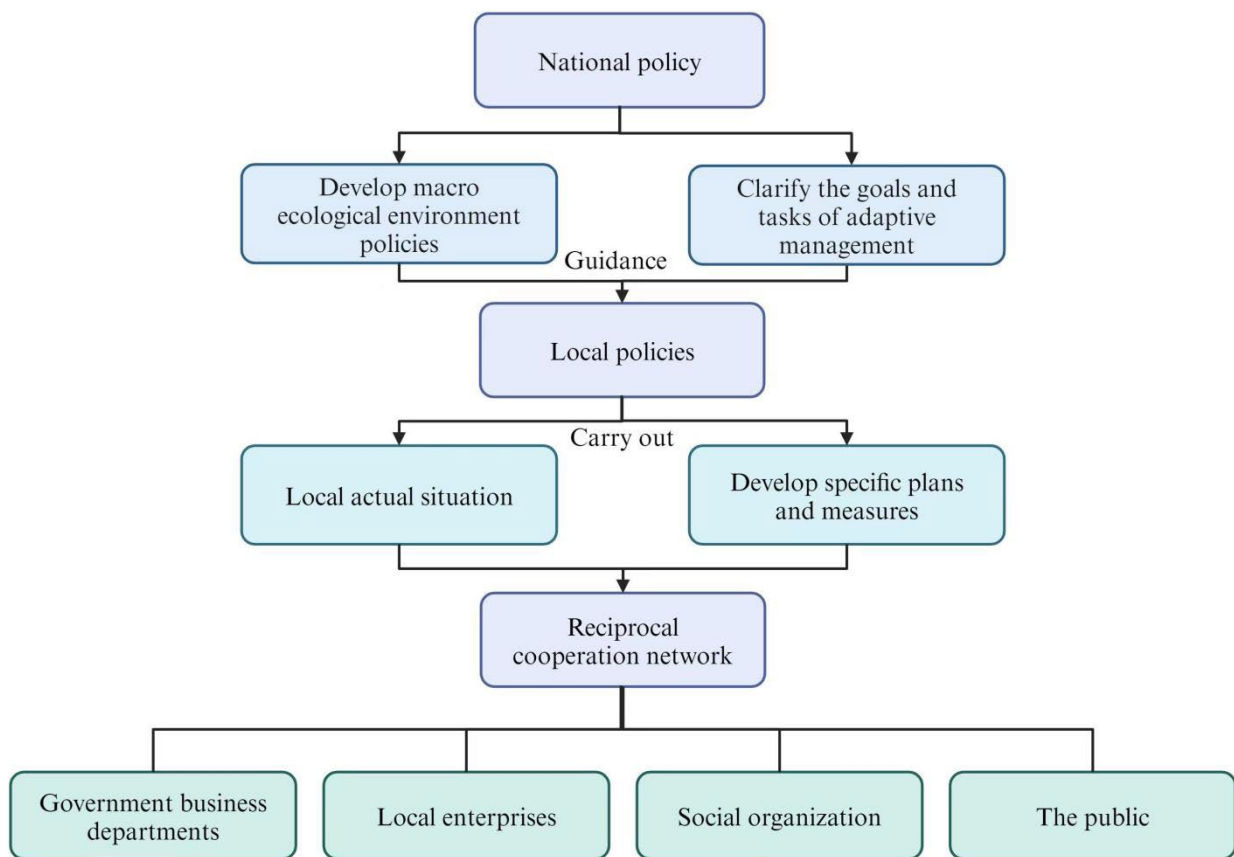 National policy
Develop macro
ecological environment
policies
Clarify the goals and
tasks of adaptive
management
Guidance
Local policies
Carry out
Local actual situation
Develop specific plans
and measures
Reciprocal
cooperation network
Government business
departments
Local enterprises
Social organization
The public